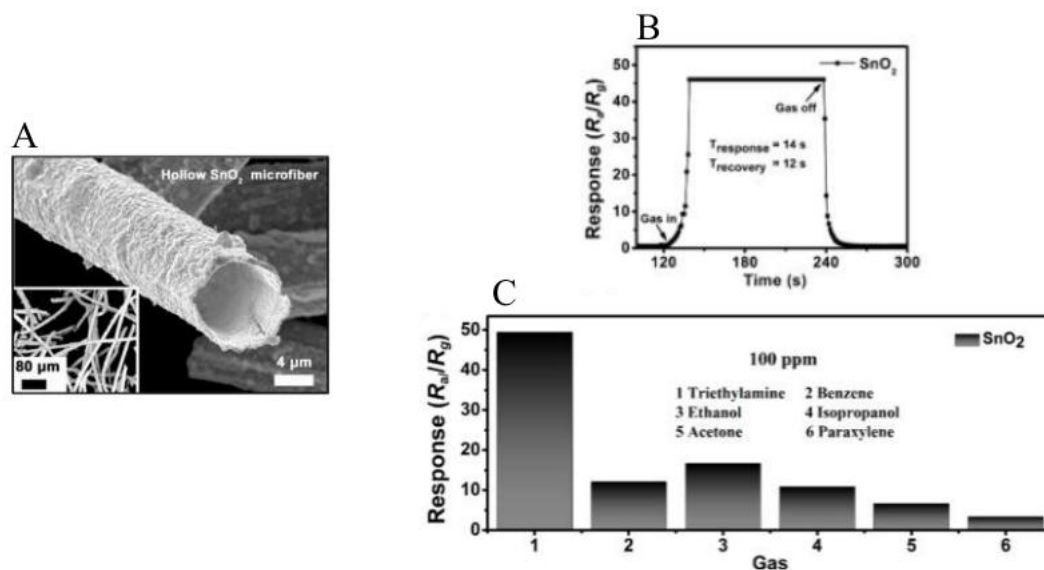 A
Hollow SnO₂ microfiber
80 μm
4 μm
B
Response (Ra/Rg)
50
40
30
20
10
0
SnO₂
Gas off
Tresponse = 14 s
Trecovery = 12 s
Gas in
120 180 240 300
Time (s)
C
Response (Ra/Rg)
50
40
30
20
10
0
SnO₂
100 ppm
1 Triethylamine 2 Benzene
3 Ethanol 4 Isopropanol
5 Acetone 6 Paraxylene
1 2 3 4 5 6
Gas